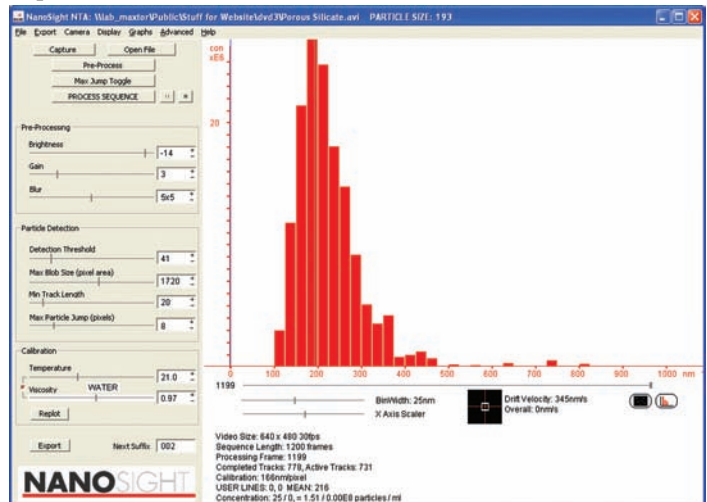 NanoSight NTA: \\lab_maxtor\Public\Stuff for Website\dvd3\Porous Silicate.avi PARTICLE SIZE: 193
File Export Camera Display Graphs Advanced Help
Capture Open File
Pre-Process
Max Jump Toggle
PROCESS SEQUENCE
Pre-Processing
Brightness
-14
Gain
3
Blur
5x5
Particle Detection
Detection Threshold
41
Max Blob Size (pixel area)
1720
Min Track Length
20
Max Particle Jump (pixels)
8
Calibration
Temperature
21.0
Viscosity WATER
0.97
Replot
Export Next Suffix 002
NANOSIGHT
con
xE6
20
0 100 200 300 400 500 600 700 800 900 1000 nm
1199
BinWidth: 25nm
X Axis Scaler
Drift Velocity: 345nm/s
Overall: 0nm/s
Video Size: 640 x 480 30fps
Sequence Length: 1200 frames
Processing Frame: 1199
Completed Tracks: 778, Active Tracks: 731
Calibration: 166nm/pixel
USER LINES: 0, 0 MEAN: 216
Concentration: 25 / 0, = 1.51 / 0.00E8 particles / ml